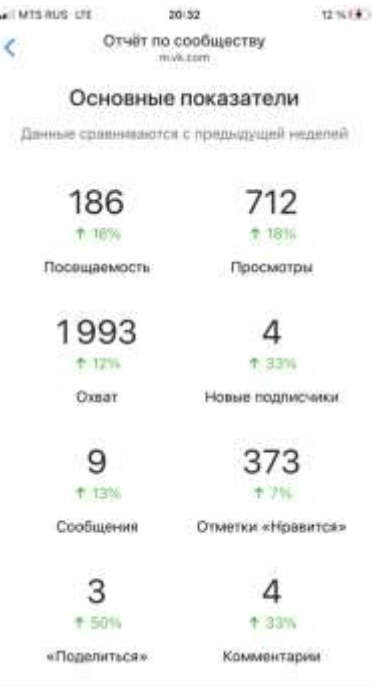 MTS RUS LTE 20:32 12 %
Отчёт по сообществу
m.vk.com
Основные показатели
Данные сравниваются с предыдущей неделей
186 712
↑ 18%
Посещаемость Просмотры
1 993 4
↑ 12% ↑ 33%
Охват Новые подписчики
9 373
↑ 13% ↑ 7%
Сообщения Отметки «Нравится»
3 4
↑ 50% ↑ 33%
«Поделиться» Комментарии